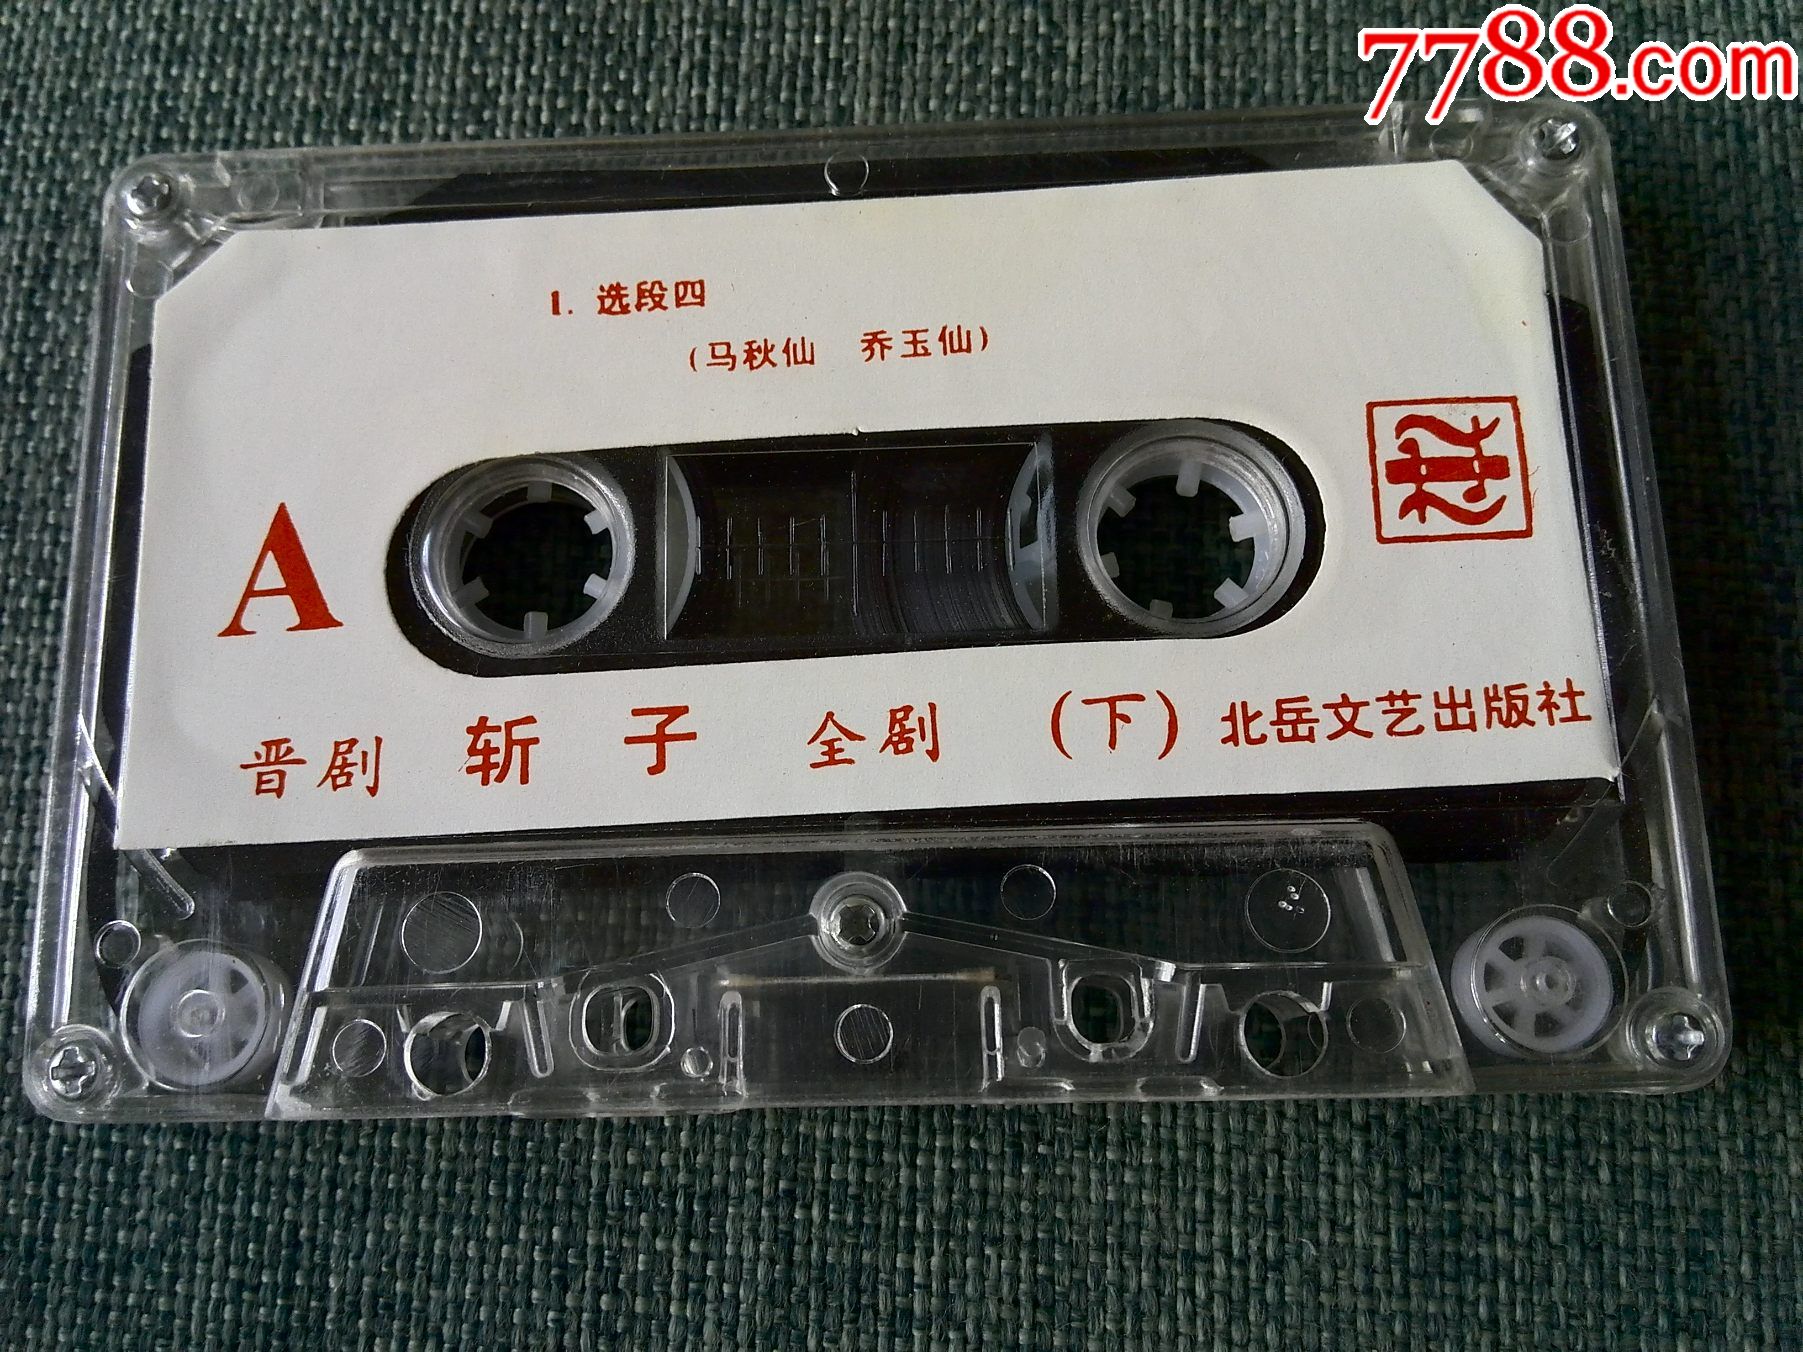 7788.com
1. 选段四
(马秋仙 乔玉仙)
A
晋剧 斩子 全剧 (下) 北岳文艺出版社